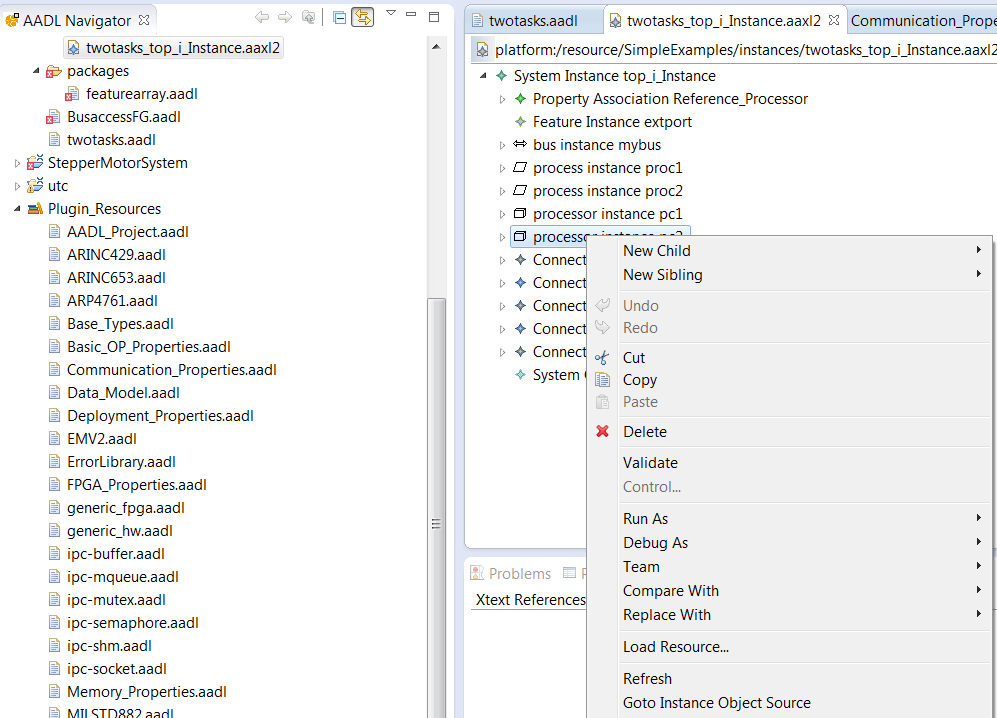 AADL Navigator
twotasks_top_i_Instance.aaxl2
packages
featurearray.aadl
BusaccessFG.aadl
twotasks.aadl
StepperMotorSystem
utc
Plugin_Resources
AADL_Project.aadl
ARINC429.aadl
ARINC653.aadl
ARP4761.aadl
Base_Types.aadl
Basic_OP_Properties.aadl
Communication_Properties.aadl
Data_Model.aadl
Deployment_Properties.aadl
EMV2.aadl
ErrorLibrary.aadl
FPGA_Properties.aadl
generic_fpga.aadl
generic_hw.aadl
ipc-buffer.aadl
ipc-mqueue.aadl
ipc-mutex.aadl
ipc-semaphore.aadl
ipc-shm.aadl
ipc-socket.aadl
Memory_Properties.aadl
MILSTD882.aadl
twotasks.aadl twotasks_top_i_Instance.aaxl2 Communication_Prope
platform:/resource/SimpleExamples/instances/twotasks_top_i_Instance.aaxl2
System Instance top_i_Instance
Property Association Reference_Processor
Feature Instance extport
bus instance mybus
process instance proc1
process instance proc2
processor instance pc1
processor instance pc2
Connect
Connect
Connect
Connect
Connect
System
Problems
Xtext References
New Child
New Sibling
Undo
Redo
Cut
Copy
Paste
Delete
Validate
Control...
Run As
Debug As
Team
Compare With
Replace With
Load Resource...
Refresh
Goto Instance Object Source